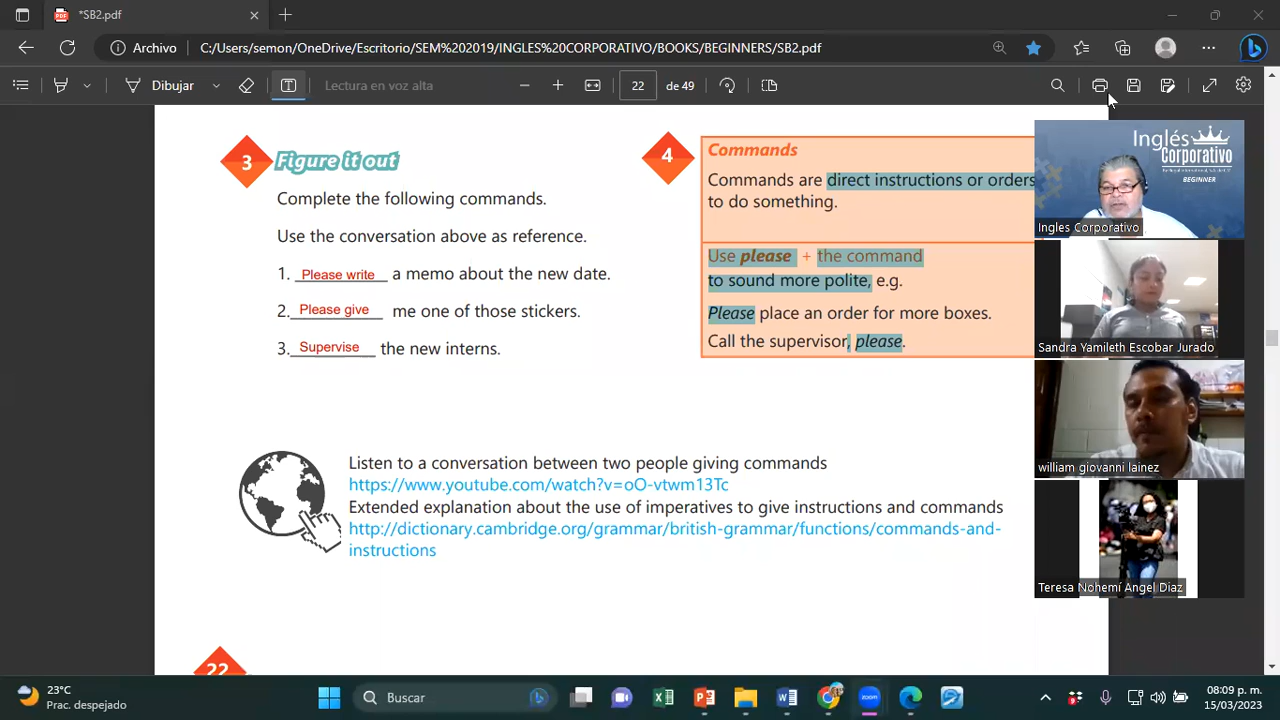 *SB2.pdf
Archivo
C:/Users/semon/OneDrive/Escritorio/SEM%202019/INGLES%20CORPORATIVO/BOOKS/BEGINNERS/SB2.pdf
Dibujar
Lectura en voz alta
22
de 49
3
Figure it out
Complete the following commands.
Use the conversation above as reference.
1. Please write a memo about the new date.
2. Please give me one of those stickers.
3. Supervise the new interns.
4
Commands
Commands are direct instructions or orders
to do something.
Use please + the command
to sound more polite, e.g.
Please place an order for more boxes.
Call the supervisor, please.
Listen to a conversation between two people giving commands
https://www.youtube.com/watch?v=oO-vtwm13Tc
Extended explanation about the use of imperatives to give instructions and commands
http://dictionary.cambridge.org/grammar/british-grammar/functions/commands-and-
instructions
22
Inglés
Corporativo
BEGINNER
Ingles Corporativo
Sandra Yamileth Escobar Jurado
william giovanni lainez
Teresa Nohemí Angel Diaz
23°C
Prac. despejado
Buscar
08:09 p. m.
15/03/2023